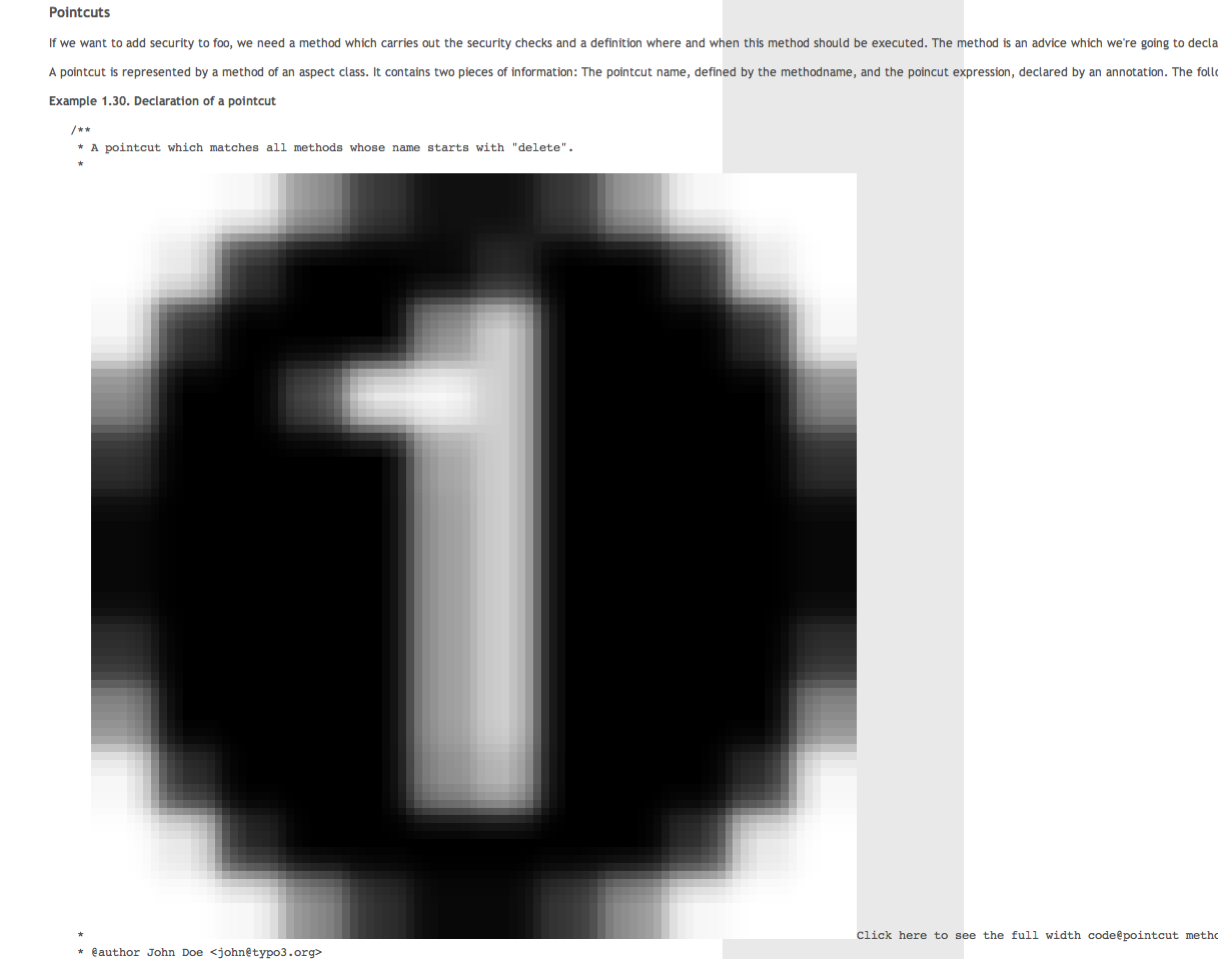 Pointcuts
If we want to add security to foo, we need a method which carries out the security checks and a definition where and when this method should be executed. The method is an advice which we're going to
A pointcut is represented by a method of an aspect class. It contains two pieces of information: The pointcut name, defined by the methodname, and the poincut expression, declared by an annotation. The
Example 1.30. Declaration of a pointcut
/**
* A pointcut which matches all methods whose name starts with "delete".
*
1
* Click here to see the full width code@pointcut
* @author John Doe <john@typo3.org>